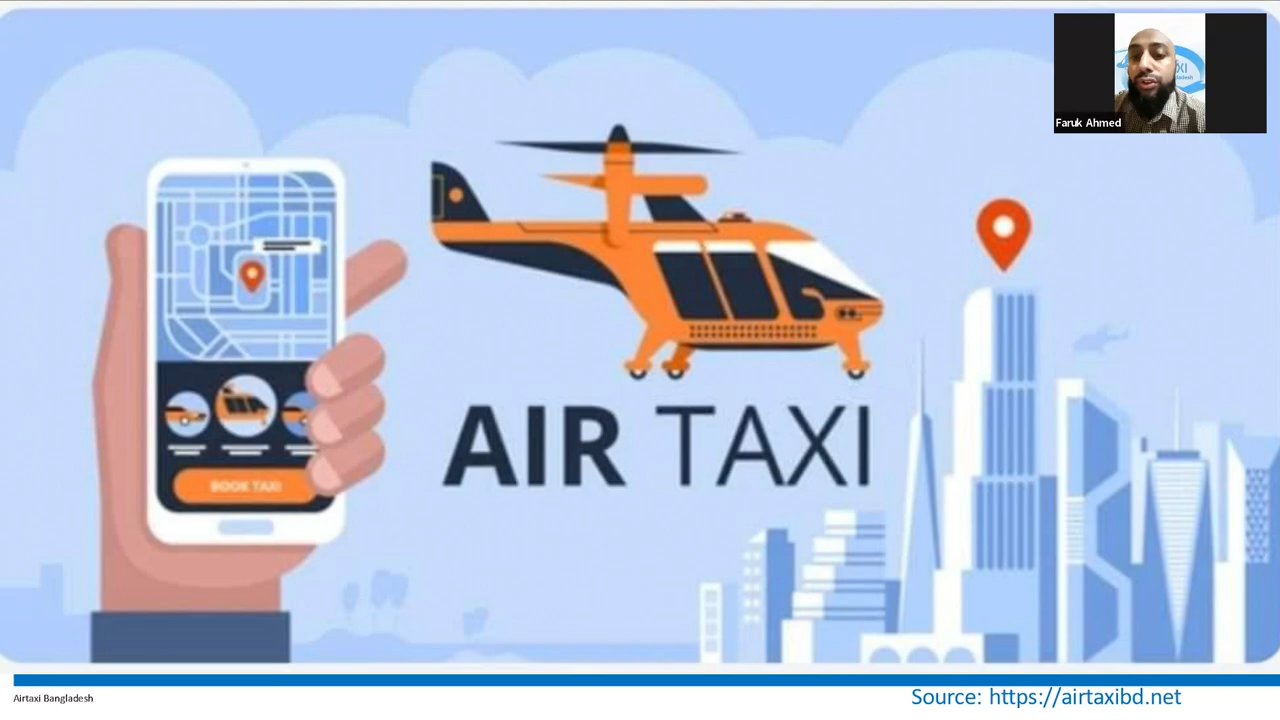 Faruk Ahmed
AIR TAXI
BOOK TAXI
Airtaxi Bangladesh
Source: https://airtaxibd.net